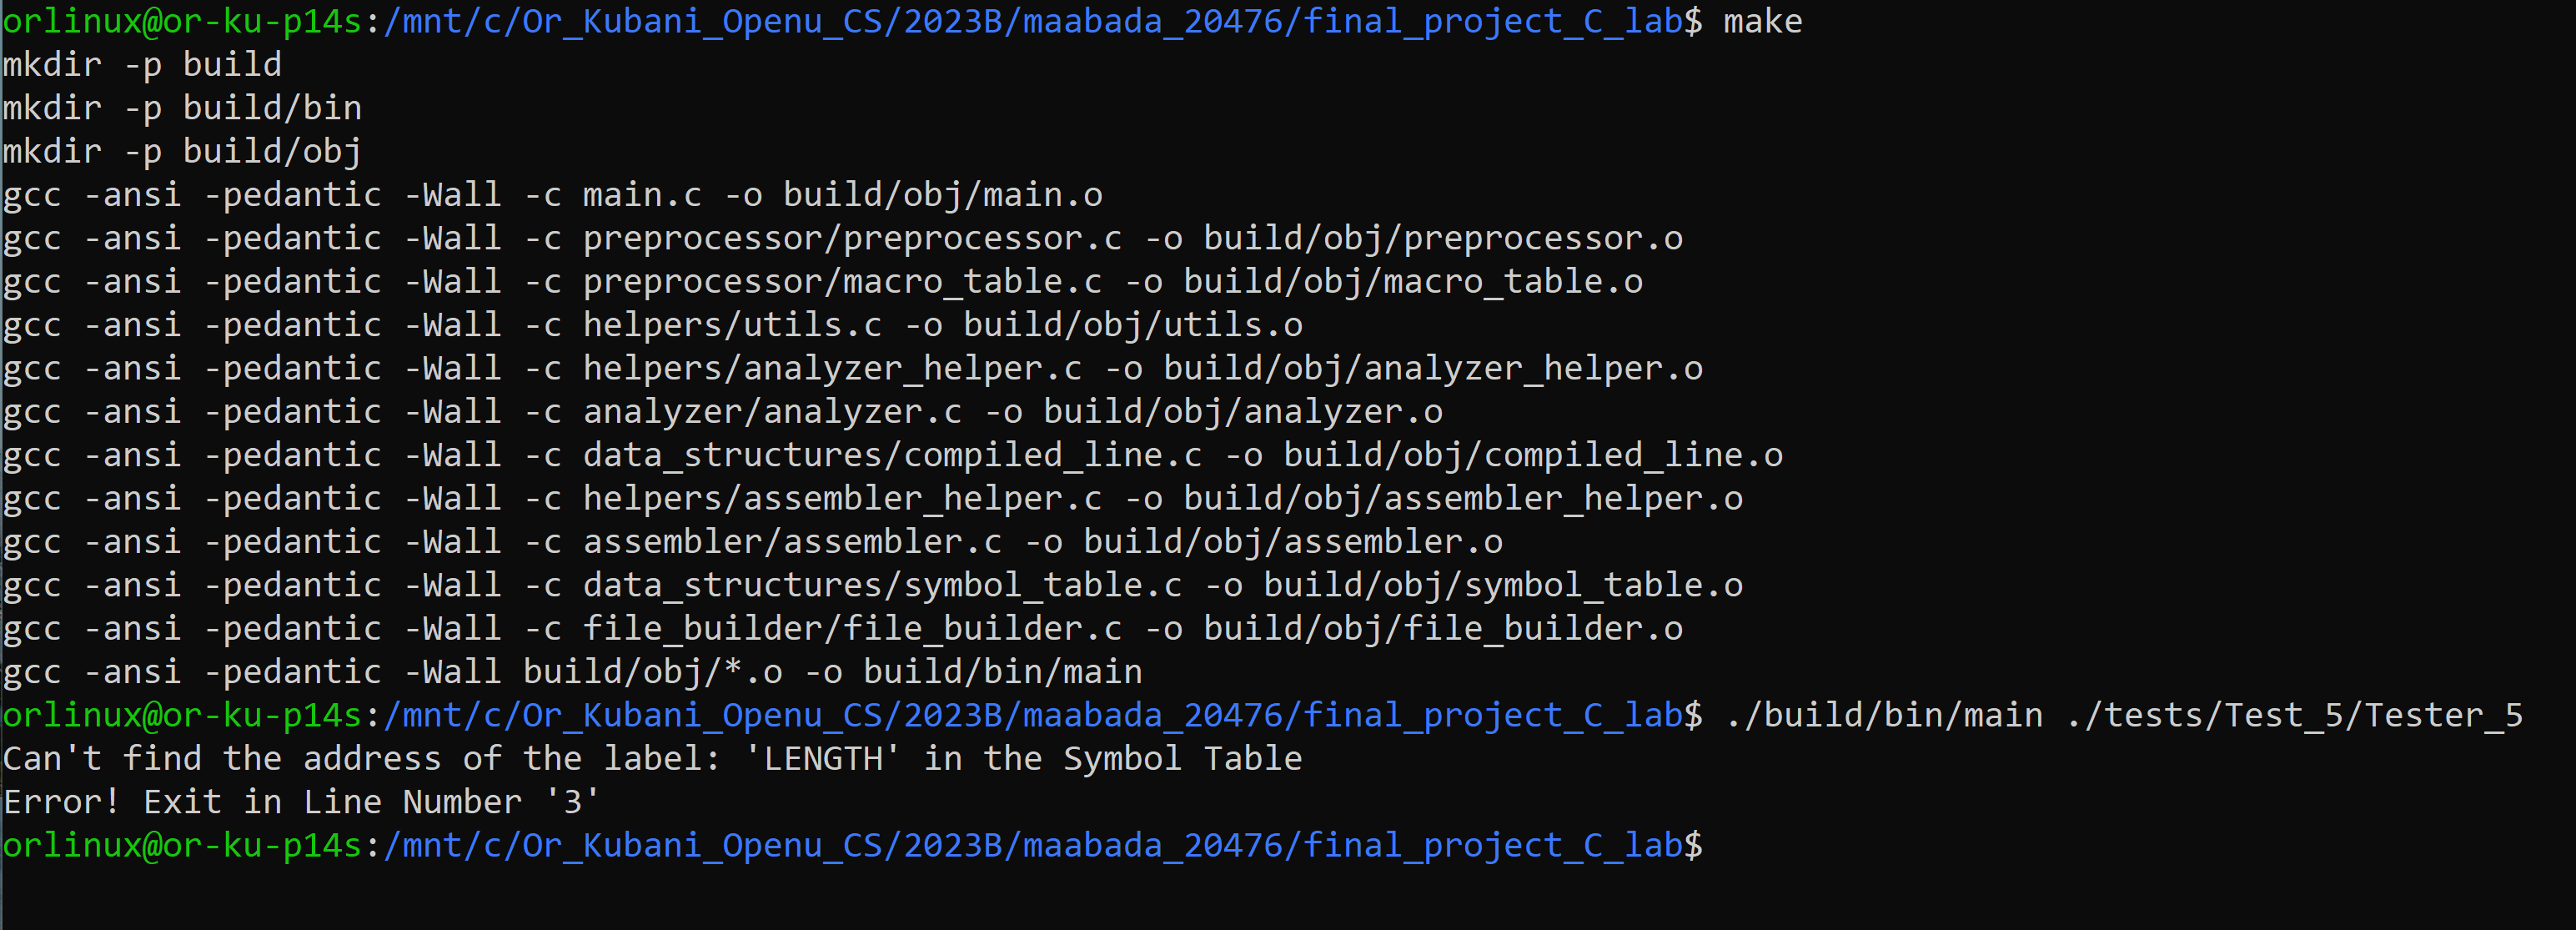 orlinux@or-ku-p14s:/mnt/c/Or_Kubani_Openu_CS/2023B/maabada_20476/final_project_C_lab$ make
mkdir -p build
mkdir -p build/bin
mkdir -p build/obj
gcc -ansi -pedantic -Wall -c main.c -o build/obj/main.o
gcc -ansi -pedantic -Wall -c preprocessor/preprocessor.c -o build/obj/preprocessor.o
gcc -ansi -pedantic -Wall -c preprocessor/macro_table.c -o build/obj/macro_table.o
gcc -ansi -pedantic -Wall -c helpers/utils.c -o build/obj/utils.o
gcc -ansi -pedantic -Wall -c helpers/analyzer_helper.c -o build/obj/analyzer_helper.o
gcc -ansi -pedantic -Wall -c analyzer/analyzer.c -o build/obj/analyzer.o
gcc -ansi -pedantic -Wall -c data_structures/compiled_line.c -o build/obj/compiled_line.o
gcc -ansi -pedantic -Wall -c helpers/assembler_helper.c -o build/obj/assembler_helper.o
gcc -ansi -pedantic -Wall -c assembler/assembler.c -o build/obj/assembler.o
gcc -ansi -pedantic -Wall -c data_structures/symbol_table.c -o build/obj/symbol_table.o
gcc -ansi -pedantic -Wall -c file_builder/file_builder.c -o build/obj/file_builder.o
gcc -ansi -pedantic -Wall build/obj/*.o -o build/bin/main
orlinux@or-ku-p14s:/mnt/c/Or_Kubani_Openu_CS/2023B/maabada_20476/final_project_C_lab$ ./build/bin/main ./tests/Test_5/Tester_5
Can't find the address of the label: 'LENGTH' in the Symbol Table
Error! Exit in Line Number '3'
orlinux@or-ku-p14s:/mnt/c/Or_Kubani_Openu_CS/2023B/maabada_20476/final_project_C_lab$